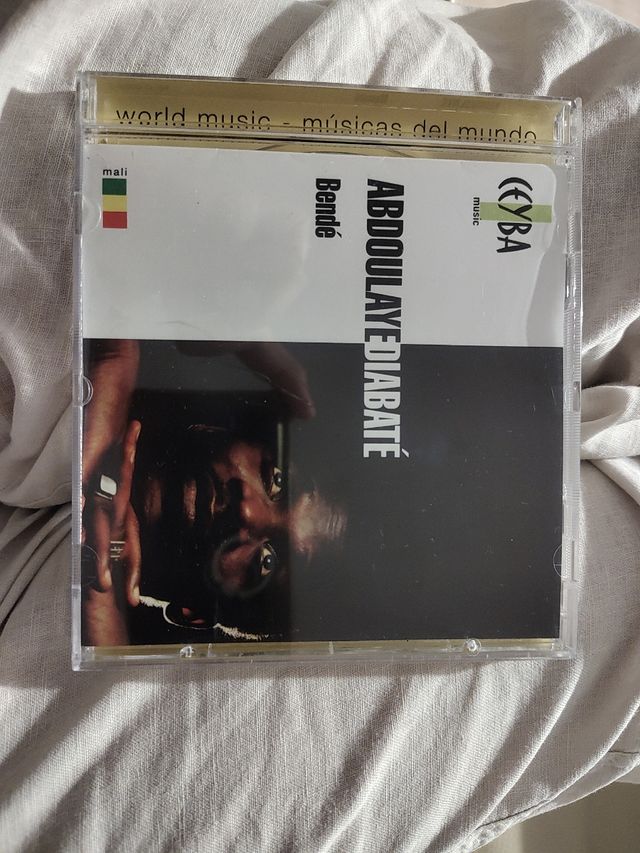 world music - músicas del mundo
mali
CEYBA
music
ABDOULAYEDIABATÉ
Bendé